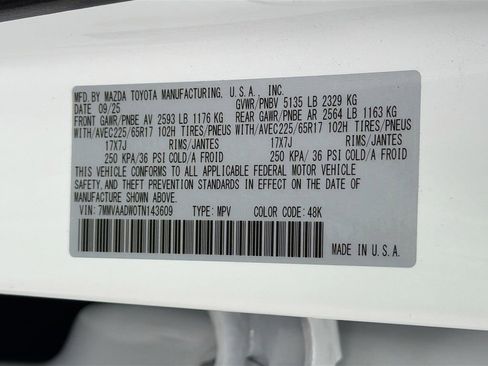 MFD. BY MAZDA TOYOTA MANUFACTURING, U.S.A., INC.
DATE 09/25 GVWR/PNBV 5135 LB 2329 KG
FRONT GAWR/PNBE AV 2593 LB 1176 KG REAR GAWR/PNBE AR 2564 LB 1163 KG
WITH/AVEC225/65R17 102H TIRES/PNEUS WITH/AVEC225/65R17 102H TIRES/PNEUS
17X7J RIMS/JANTES 17X7J RIMS/JANTES
250 KPA/36 PSI COLD/A FROID 250 KPA/36 PSI COLD/A FROID
THIS VEHICLE CONFORMS TO ALL APPLICABLE FEDERAL MOTOR VEHICLE
SAFETY, AND THEFT PREVENTION STANDARDS IN EFFECT ON THE DATE OF
MANUFACTURE SHOWN ABOVE.
VIN: 7MMVAADW0TN143609 TYPE: MPV COLOR CODE: 48K
MADE IN U.S.A.